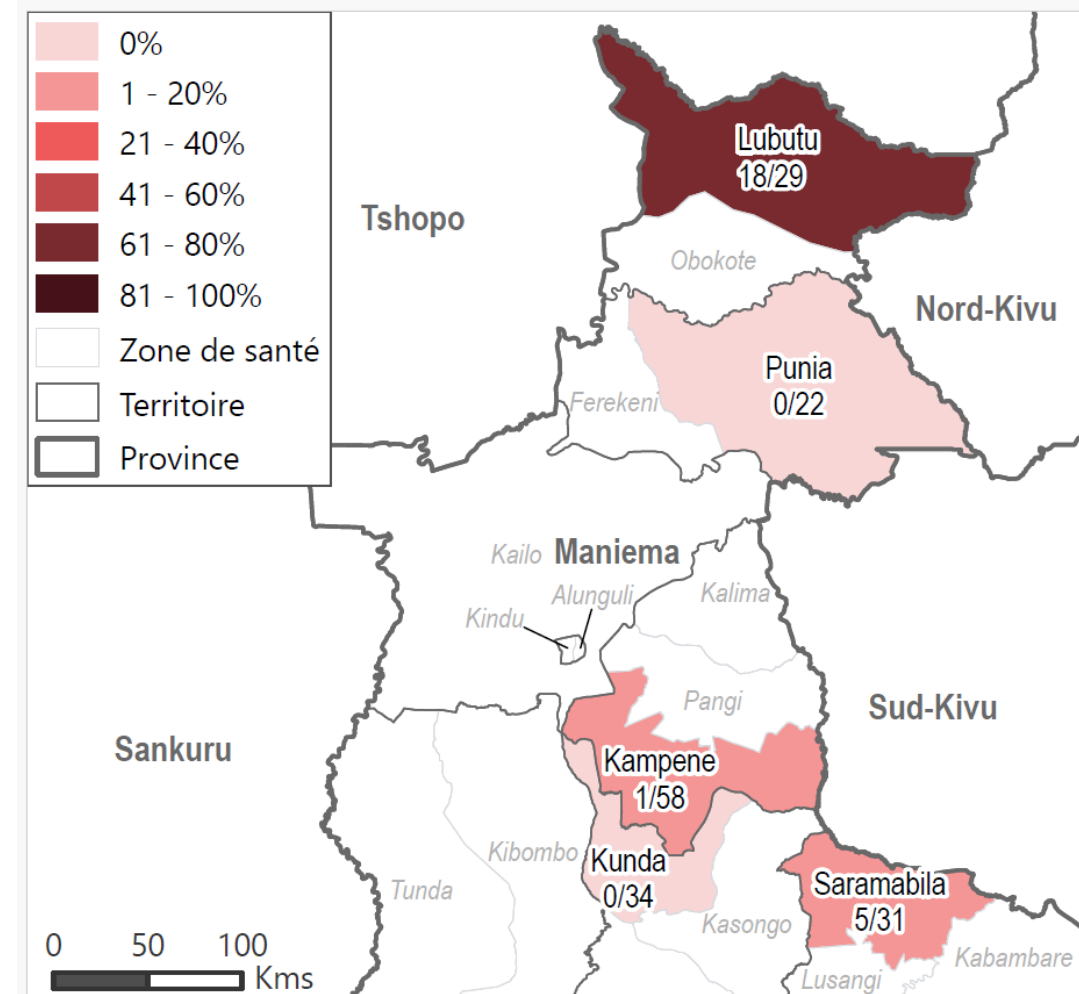 0%
1 - 20%
21 - 40%
41 - 60%
61 - 80%
81 - 100%
Zone de santé
Territoire
Province
Lubutu
18/29
Tshopo
Obokote
Nord-Kivu
Punia
0/22
Ferekeni
Kailo
Maniema
Alunguli
Kalima
Kindu
Pangi
Sud-Kivu
Sankuru
Kampene
1/58
Kibombo
Kunda
0/34
Tunda
Saramabila
5/31
Kasongo
Kabambare
Lusangi
0 50 100
Kms